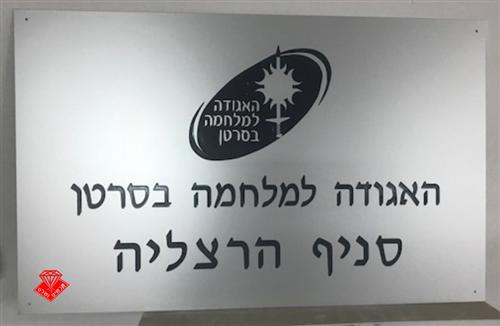 האגודה
למלחמה
בסרטן
האגודה למלחמה בסרטן
סניף הרצליה